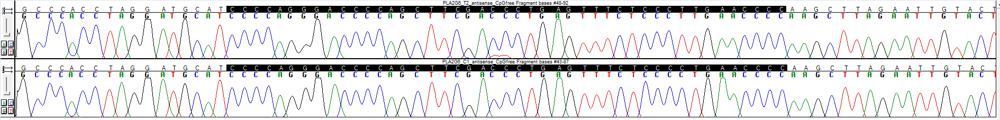 PLA2G6_T2_antisense_CpGfree Fragment bases #48-92
G C C C A C C T A G G A T G C A T C C C C A G G G A C C C C A G C T T C G A C C C T G A G T T T C T C C C T T G A A C C C C A A G C T T A G A A T T G T A C T
G C C C A C C T A G G A T G C A T C C C C A G G G A C C C C A G C T T C G A C C C T G A G T T T C T C C C T T G A A C C C C A A G C T T A G A A T T G T A C T
A C
G T
PLA2G6_C1_antisense_CpGfree Fragment bases #43-87
G C C C A C C T A G G A T G C A T C C C C A G G G A C C C C A G C T T C G A C C C T G A G T T T C T C C C C T G A A C C C C A A G C T T A G A A T T G T A C T
G C C C A C C T A G G A T G C A T C C C C A G G G A C C C C A G C T T C G A C C C T G A G T T T C T C C C C T G A A C C C C A A G C T T A G A A T T G T A C T
A C
G T